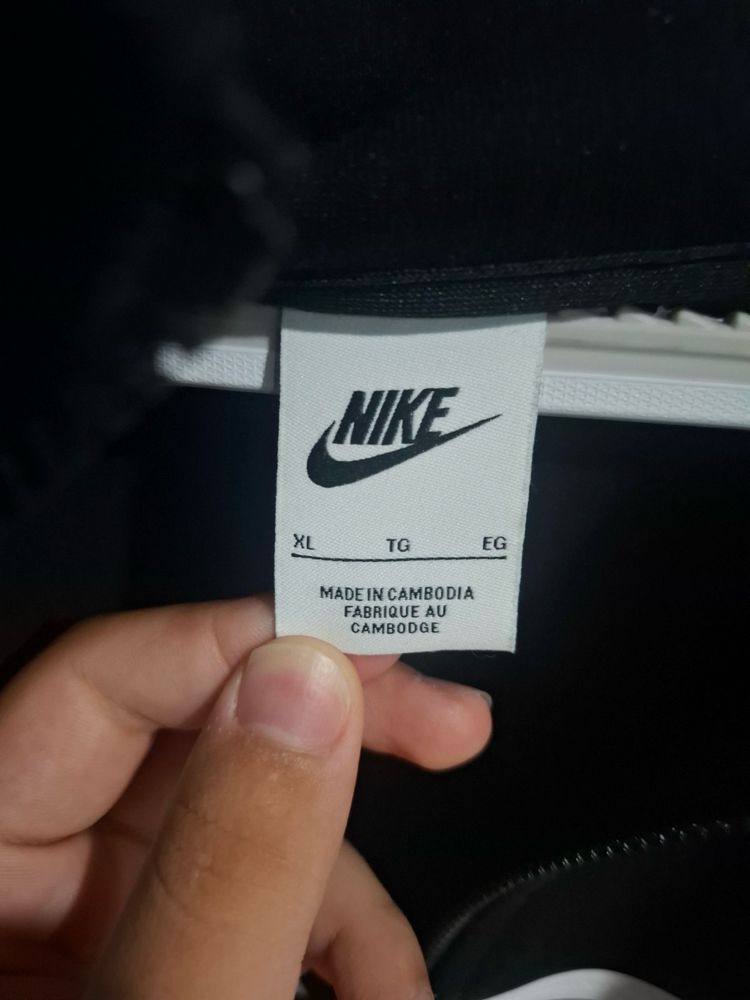 NIKE
XL TG EG
MADE IN CAMBODIA
FABRIQUE AU
CAMBODGE